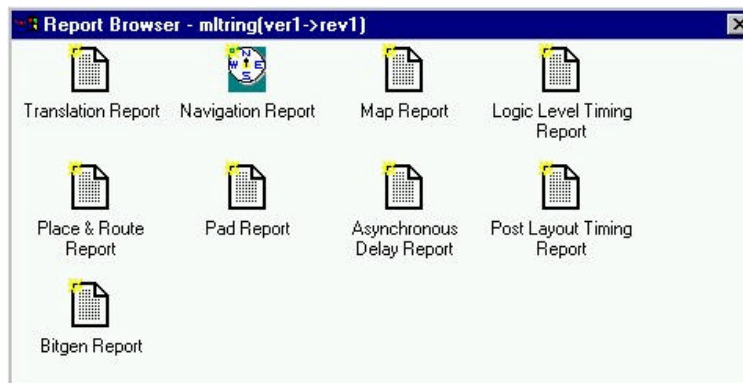 Report Browser - mltring(ver1->rev1)
Translation Report
Navigation Report
Map Report
Logic Level Timing
Report
Place & Route
Report
Pad Report
Asynchronous
Delay Report
Post Layout Timing
Report
Bitgen Report